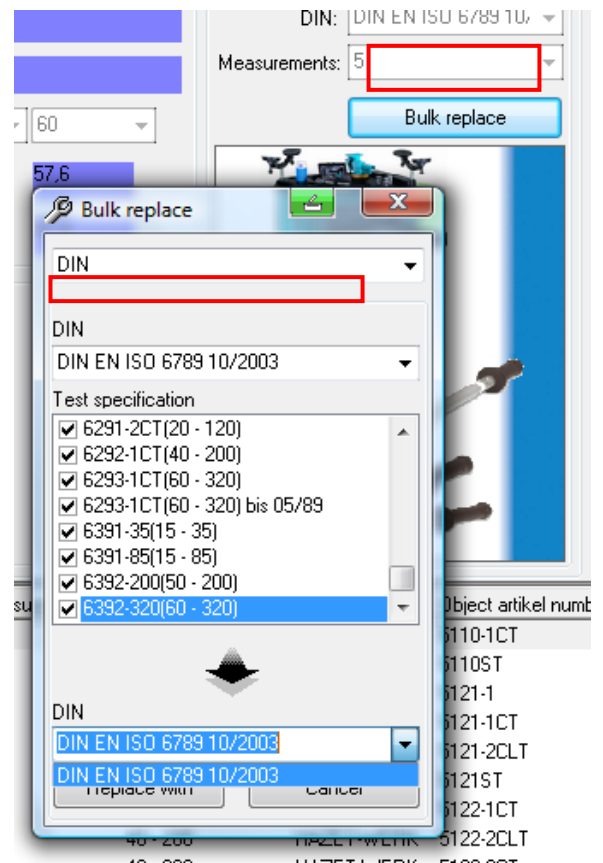 DIN: DIN EN ISO 6789 10/
Measurements: 5
60
Bulk replace
57,6
Bulk replace
DIN
DIN
DIN EN ISO 6789 10/2003
Test specification
6291-2CT(20 - 120)
6292-1CT(40 - 200)
6293-1CT(60 - 320)
6293-1CT(60 - 320) bis 05/89
6391-35(15 - 35)
6391-85(15 - 85)
6392-200(50 - 200)
6392-320(60 - 320)
Object artikel numb
5110-1CT
5110ST
5121-1
5121-1CT
5121-2CLT
5121ST
5122-1CT
5122-2CLT
DIN
DIN EN ISO 6789 10/2003
DIN EN ISO 6789 10/2003
Replace with
Cancel
40 - 200 HAZET-WERK